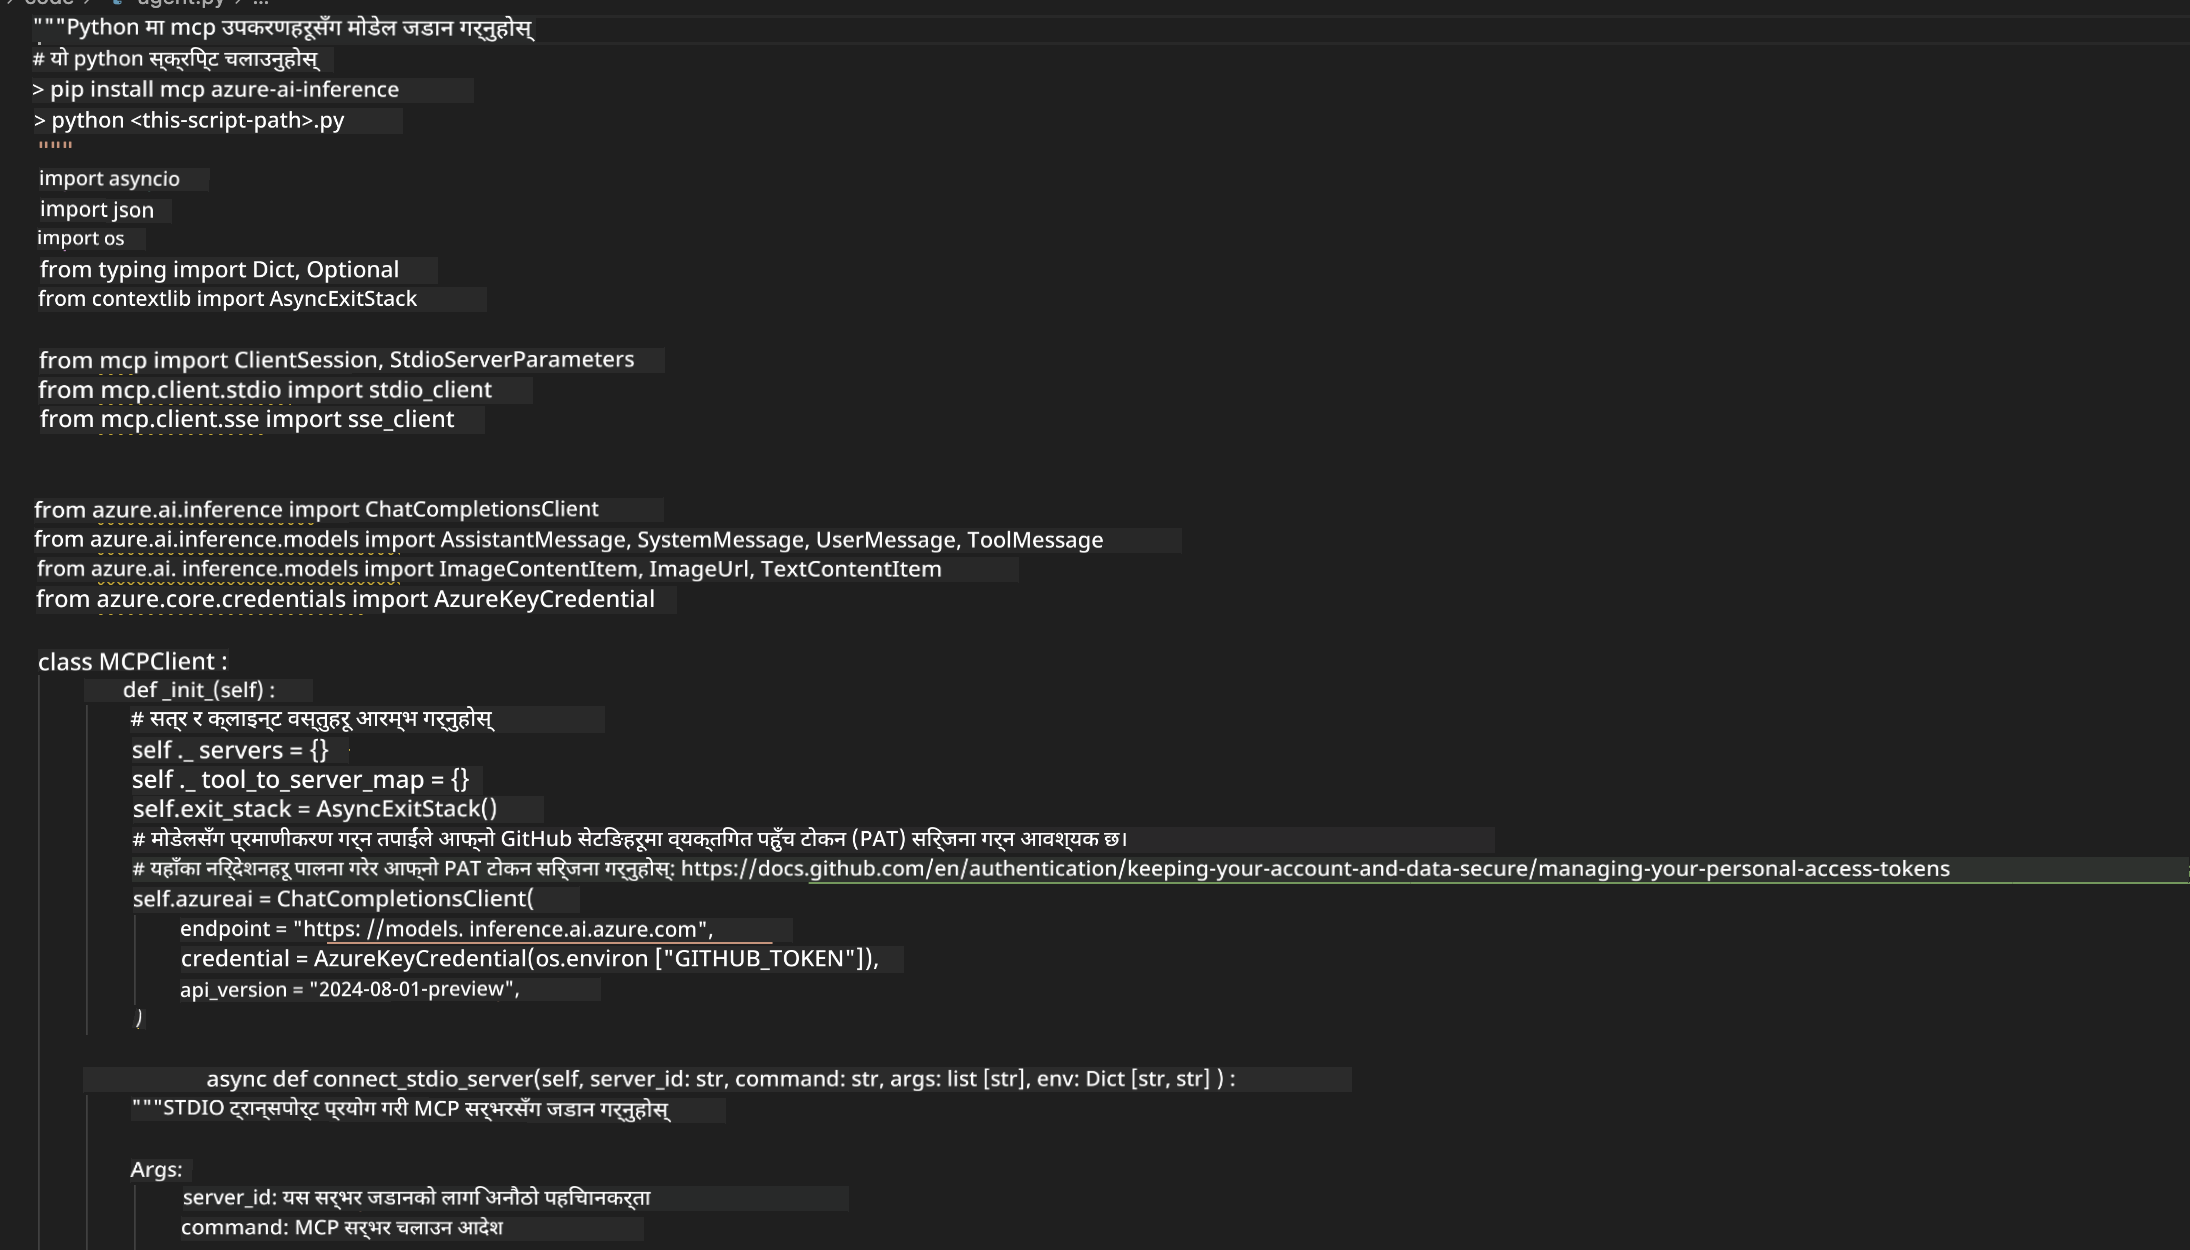 code > agent.py > ...
"""Python मा mcp उपकरणहरूसँग मोडेल जडान गर्नुहोस्
# यो python स्क्रिप्ट चलाउनुहोस्
> pip install mcp azure-ai-inference
> python <this-script-path>.py
"""
import asyncio
import json
import os
from typing import Dict, Optional
from contextlib import AsyncExitStack
from mcp import ClientSession, StdioServerParameters
from mcp.client.stdio import stdio_client
from mcp.client.sse import sse_client
from azure.ai.inference import ChatCompletionsClient
from azure.ai.inference.models import AssistantMessage, SystemMessage, UserMessage, ToolMessage
from azure.ai. inference.models import ImageContentItem, ImageUrl, TextContentItem
from azure.core.credentials import AzureKeyCredential
class MCPClient :
def _init_(self) :
# सत्र र क्लाइन्ट वस्तुहरू आरम्भ गर्नुहोस्
self ._ servers = {}
self ._ tool_to_server_map = {}
self.exit_stack = AsyncExitStack()
# मोडेलसँग प्रमाणीकरण गर्न तपाईंले आफ्नो GitHub सेटिङहरूमा व्यक्तिगत पहुँच टोकन (PAT) सिर्जना गर्न आवश्यक छ।
# यहाँका निर्देशनहरू पालना गरेर आफ्नो PAT टोकन सिर्जना गर्नुहोस्: https://docs.github.com/en/authentication/keeping-your-account-and-data-secure/managing-your-personal-access-tokens
self.azureai = ChatCompletionsClient(
endpoint = "https: //models. inference.ai.azure.com",
credential = AzureKeyCredential(os.environ ["GITHUB_TOKEN"]),
api_version = "2024-08-01-preview",
)
async def connect_stdio_server(self, server_id: str, command: str, args: list [str], env: Dict [str, str] ) :
"""STDIO ट्रान्सपोर्ट प्रयोग गरी MCP सर्भरसँग जडान गर्नुहोस्
Args:
server_id: यस सर्भर जडानको लागि अनौठो पहिचानकर्ता
command: MCP सर्भर चलाउन आदेश